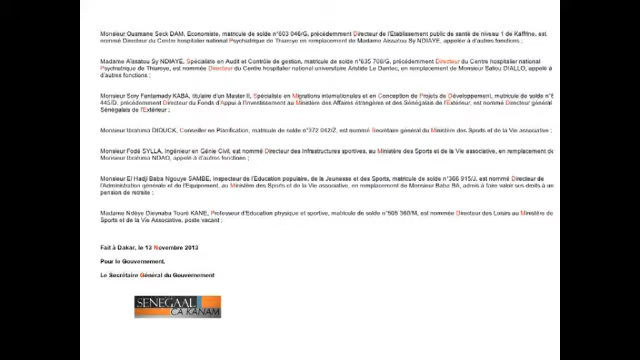 Monsieur Ousmane Seck DAM, Economiste, matricule de solde n°603 046/G, précédemment Directeur de l'Etablissement public de santé de niveau 1 de Kaffrine, est
nommé Directeur du Centre hospitalier national Psychiatrique de Thiaroye en remplacement de Madame Aïssatou Sy NDIAYE, appelée à d'autres fonctions ;
Madame Aïssatou Sy NDIAYE, Spécialiste en Audit et Contrôle de gestion, matricule de solde n°635 708/G, précédemment Directeur du Centre hospitalier national
Psychiatrique de Thiaroye, est nommée Directeur du Centre hospitalier national universitaire Aristide Le Dantec, en remplacement de Monsieur Saliou DIALLO, appelé à
d'autres fonctions ;
Monsieur Sory Fantamady KABA, titulaire d'un Master II, Spécialiste en Migrations internationales et en Conception de Projets de Développement, matricule de solde n°6
445/D, précédemment Directeur du Fonds d'Appui à l'Investissement au Ministère des Affaires étrangères et des Sénégalais de l'Extérieur, est nommé Directeur général
Sénégalais de l'Extérieur ;
Monsieur Ibrahima DIOUCK, Conseiller en Planification, matricule de solde n°372 042/Z, est nommé Secrétaire général du Ministère des Sports et de la Vie associative ;
Monsieur Fodé SYLLA, Ingénieur en Génie Civil, est nommé Directeur des Infrastructures sportives, au Ministère des Sports et de la Vie associative, en remplacement de
Monsieur Ibrahima NDAO, appelé à d'autres fonctions ;
Monsieur El Hadji Baba Ngouye SAMBE, inspecteur de l'Education populaire, de la Jeunesse et des Sports, matricule de solde n°366 915/J, est nommé Directeur de
l'Administration générale et de l'Equipement, au Ministère des Sports et de la Vie associative, en remplacement de Monsieur Baba BA, admis à faire valoir ses droits à un
pension de retraite ;
Madame Ndèye Dieynaba Touré KANE, Professeur d'Education physique et sportive, matricule de solde n°506 360/M, est nommée Directeur des Loisirs au Ministère de
Sports et de la Vie Associative, poste vacant ;
Fait à Dakar, le 13 Novembre 2013
Pour le Gouvernement,
Le Secrétaire Général du Gouvernement
SENEGAAL
ÇA KANAM